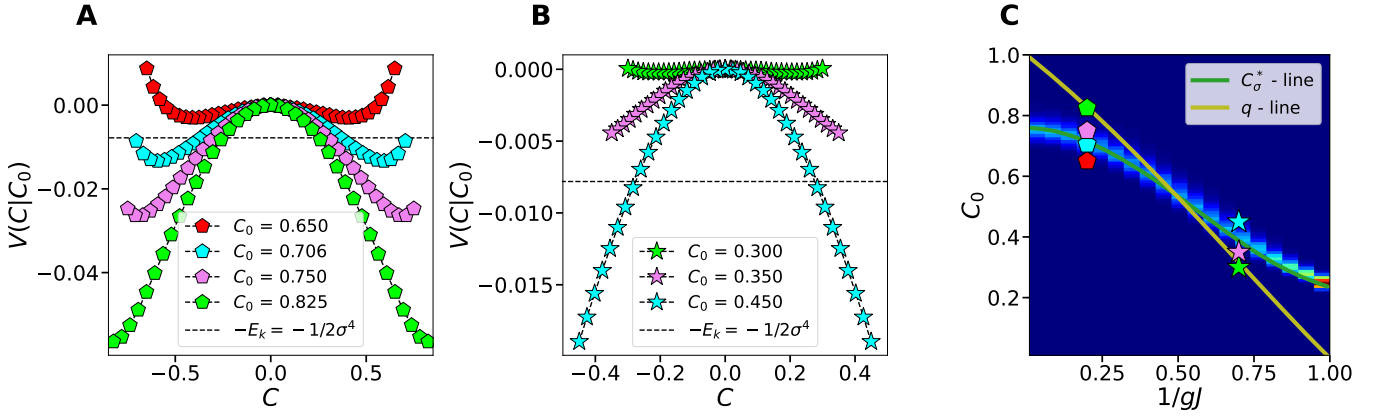 A
V(C|C₀)
0.00
−0.02
−0.04
C₀ = 0.650
C₀ = 0.706
C₀ = 0.750
C₀ = 0.825
−Eₖ = −1/2σ⁴
−0.5
0.0
0.5
C
B
V(C|C₀)
0.000
−0.005
−0.010
−0.015
C₀ = 0.300
C₀ = 0.350
C₀ = 0.450
−Eₖ = −1/2σ⁴
−0.4
−0.2
0.0
0.2
0.4
C
C
C₀
1.0
0.8
0.6
0.4
0.2
C*_σ - line
q - line
0.25
0.50
0.75
1.00
1/gJ